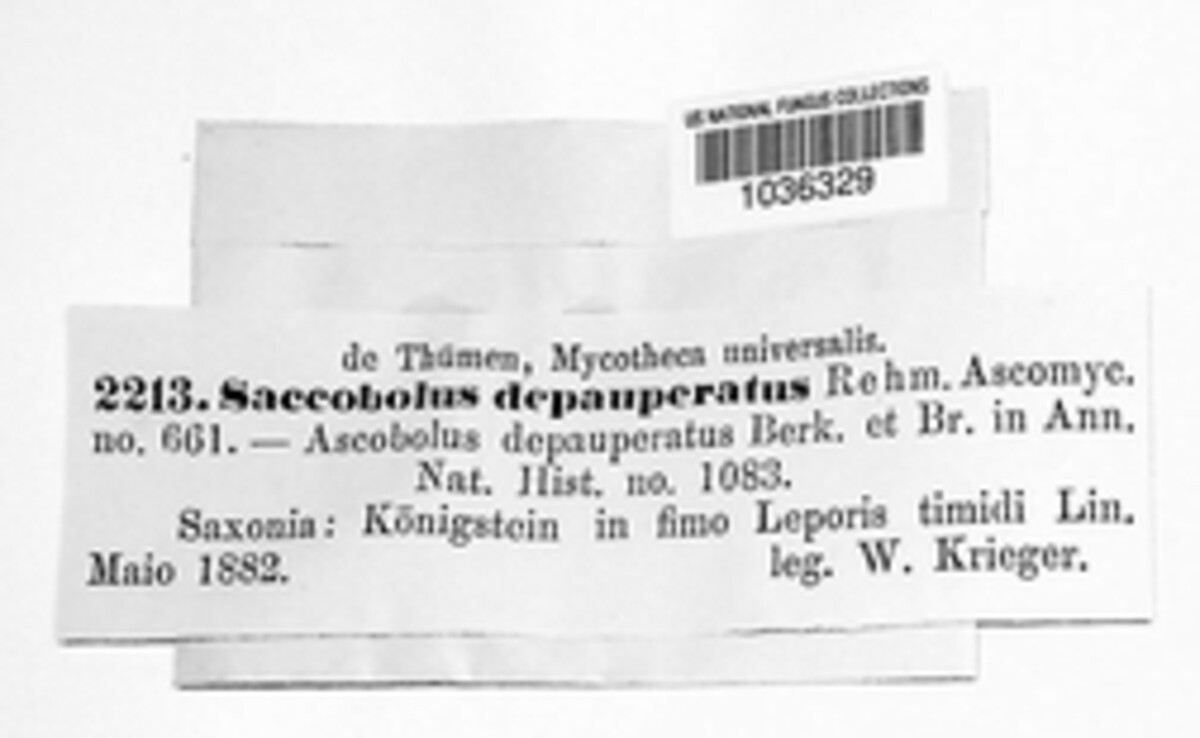 US NATIONAL FUNGUS COLLECTIONS
1036329
de Thümen, Mycotheca universalis.
2213. Saccobolus depauperatus Rehm. Ascomyc.
no. 661. — Ascobolus depauperatus Berk. et Br. in Ann.
Nat. Hist. no. 1083.
Saxonia: Königstein in fimo Leporis timidi Lin.
Maio 1882. leg. W. Krieger.